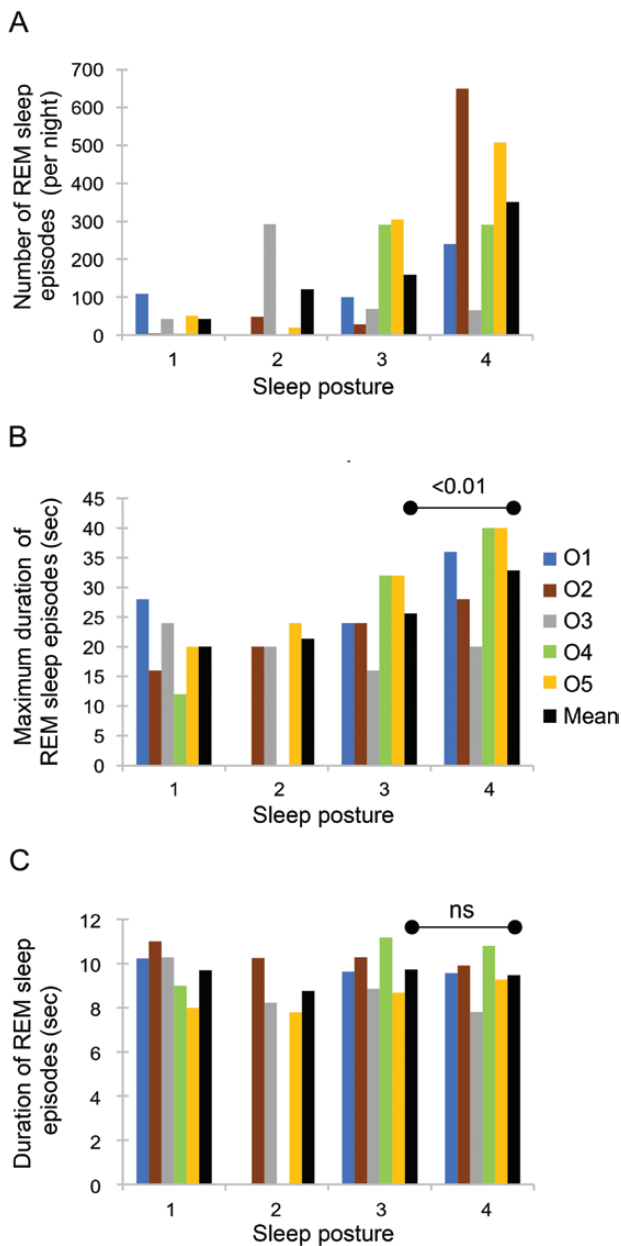 A
Number of REM sleep
episodes (per night)
700
600
500
400
300
200
100
0
1 2 3 4
Sleep posture
B
Maximum duration of
REM sleep episodes (sec)
45
40
35
30
25
20
15
10
5
0
<0.01
1 2 3 4
Sleep posture
O1
O2
O3
O4
O5
Mean
C
Duration of REM sleep
episodes (sec)
12
10
8
6
4
2
0
ns
1 2 3 4
Sleep posture